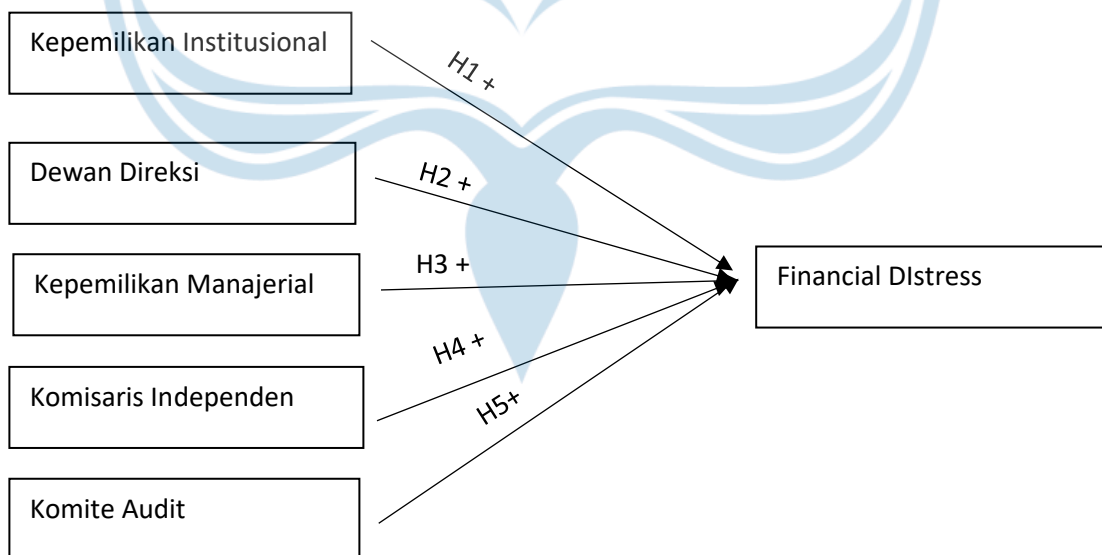 Kepemilikan Institusional
H1 +
Dewan Direksi
H2 +
Kepemilikan Manajerial
H3 +
Financial DIstress
Komisaris Independen
H4 +
Komite Audit
H5+